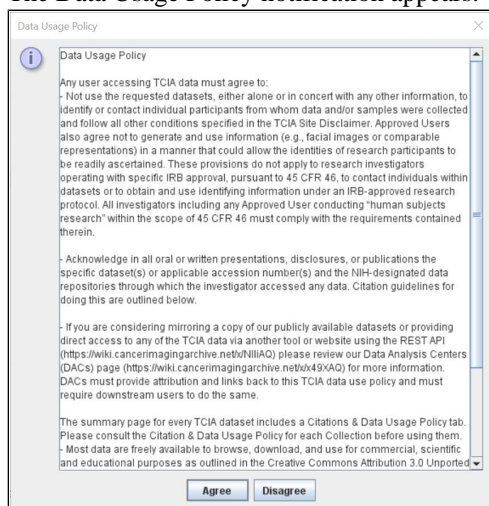 The Data Usage Policy notification appears.
Data Usage Policy
i
Data Usage Policy
Any user accessing TCIA data must agree to:
- Not use the requested datasets, either alone or in concert with any other information, to
identify or contact individual participants from whom data and/or samples were collected
and follow all other conditions specified in the TCIA Site Disclaimer. Approved Users
also agree not to generate and use information (e.g., facial images or comparable
representations) in a manner that could allow the identities of research participants to
be readily ascertained. These provisions do not apply to research investigators
operating with specific IRB approval, pursuant to 45 CFR 46, to contact individuals within
datasets or to obtain and use identifying information under an IRB-approved research
protocol. All investigators including any Approved User conducting "human subjects
research" within the scope of 45 CFR 46 must comply with the requirements contained
therein.
- Acknowledge in all oral or written presentations, disclosures, or publications the
specific dataset(s) or applicable accession number(s) and the NIH-designated data
repositories through which the investigator accessed any data. Citation guidelines for
doing this are outlined below.
- If you are considering mirroring a copy of our publicly available datasets or providing
direct access to any of the TCIA data via another tool or website using the REST API
(https://wiki.cancerimagingarchive.net/x/NIIiAQ) please review our Data Analysis Centers
(DACs) page (https://wiki.cancerimagingarchive.net/x/x49XAQ) for more information.
DACs must provide attribution and links back to this TCIA data use policy and must
require downstream users to do the same.
The summary page for every TCIA dataset includes a Citations & Data Usage Policy tab.
Please consult the Citation & Data Usage Policy for each Collection before using them.
- Most data are freely available to browse, download, and use for commercial, scientific
and educational purposes as outlined in the Creative Commons Attribution 3.0 Unported
Agree
Disagree